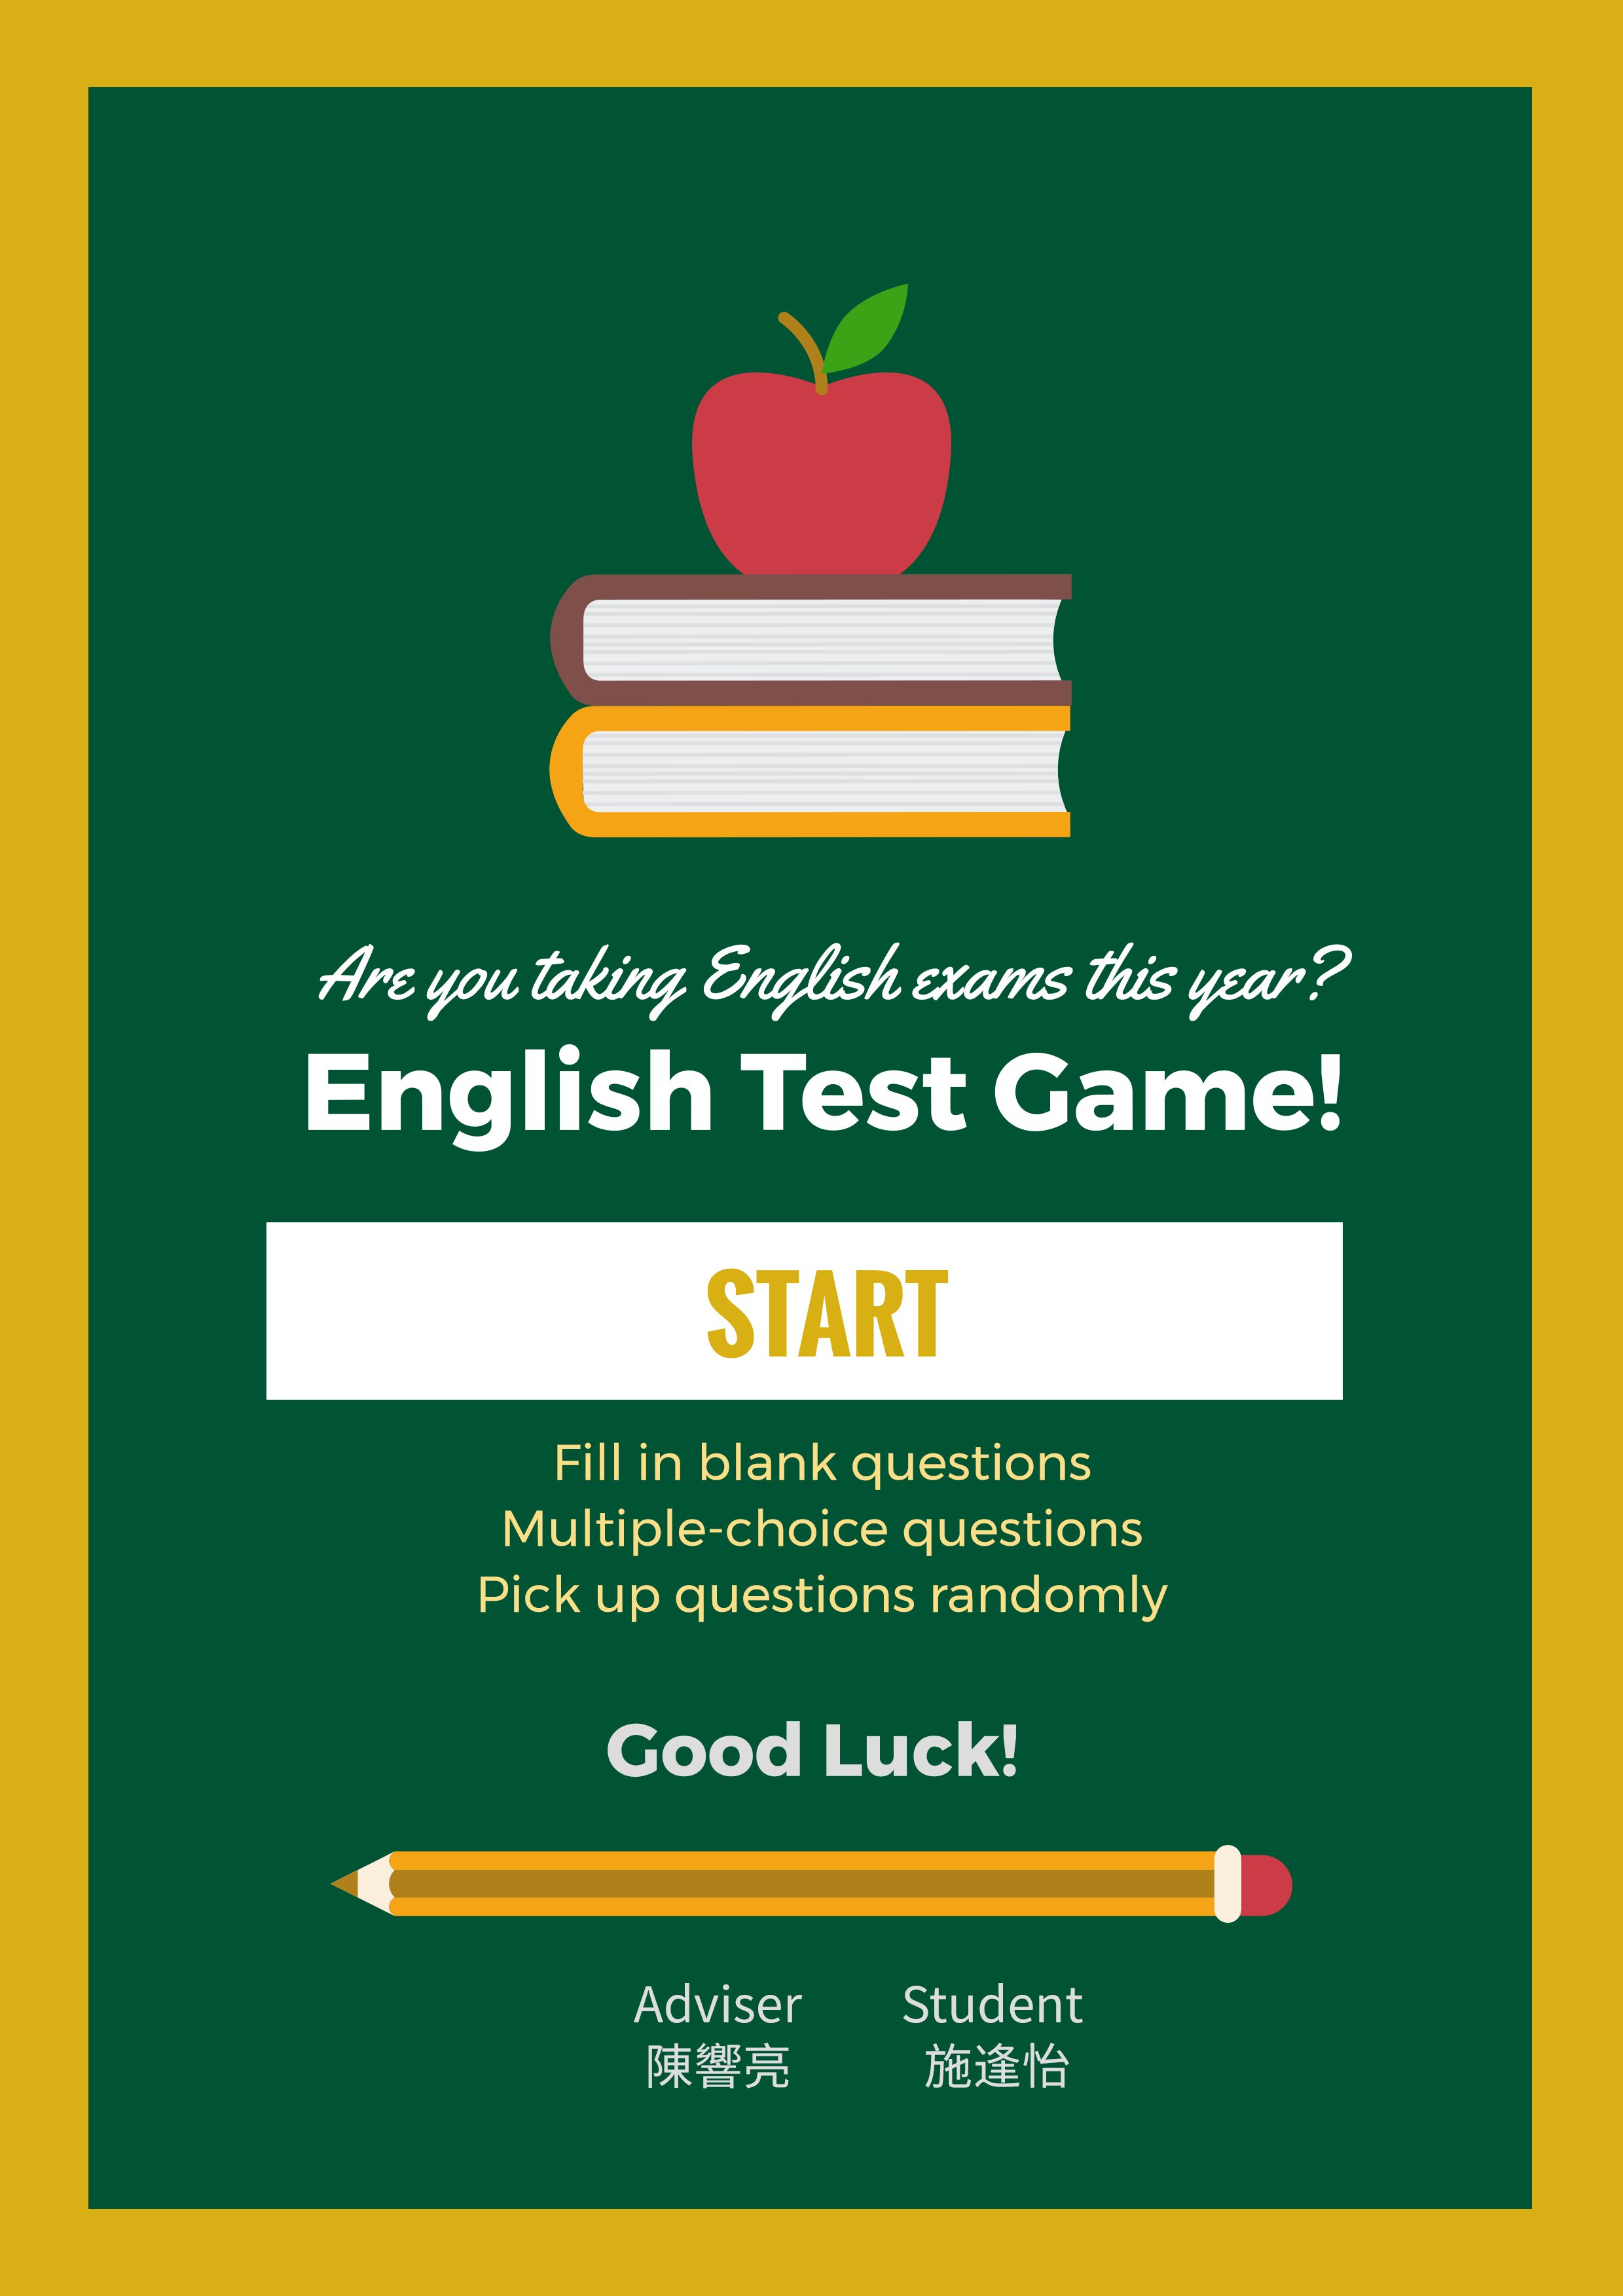 Are you taking English exams this year?
English Test Game!
START
Fill in blank questions
Multiple-choice questions
Pick up questions randomly
Good Luck!
Adviser Student
陳響亮 施逢怡